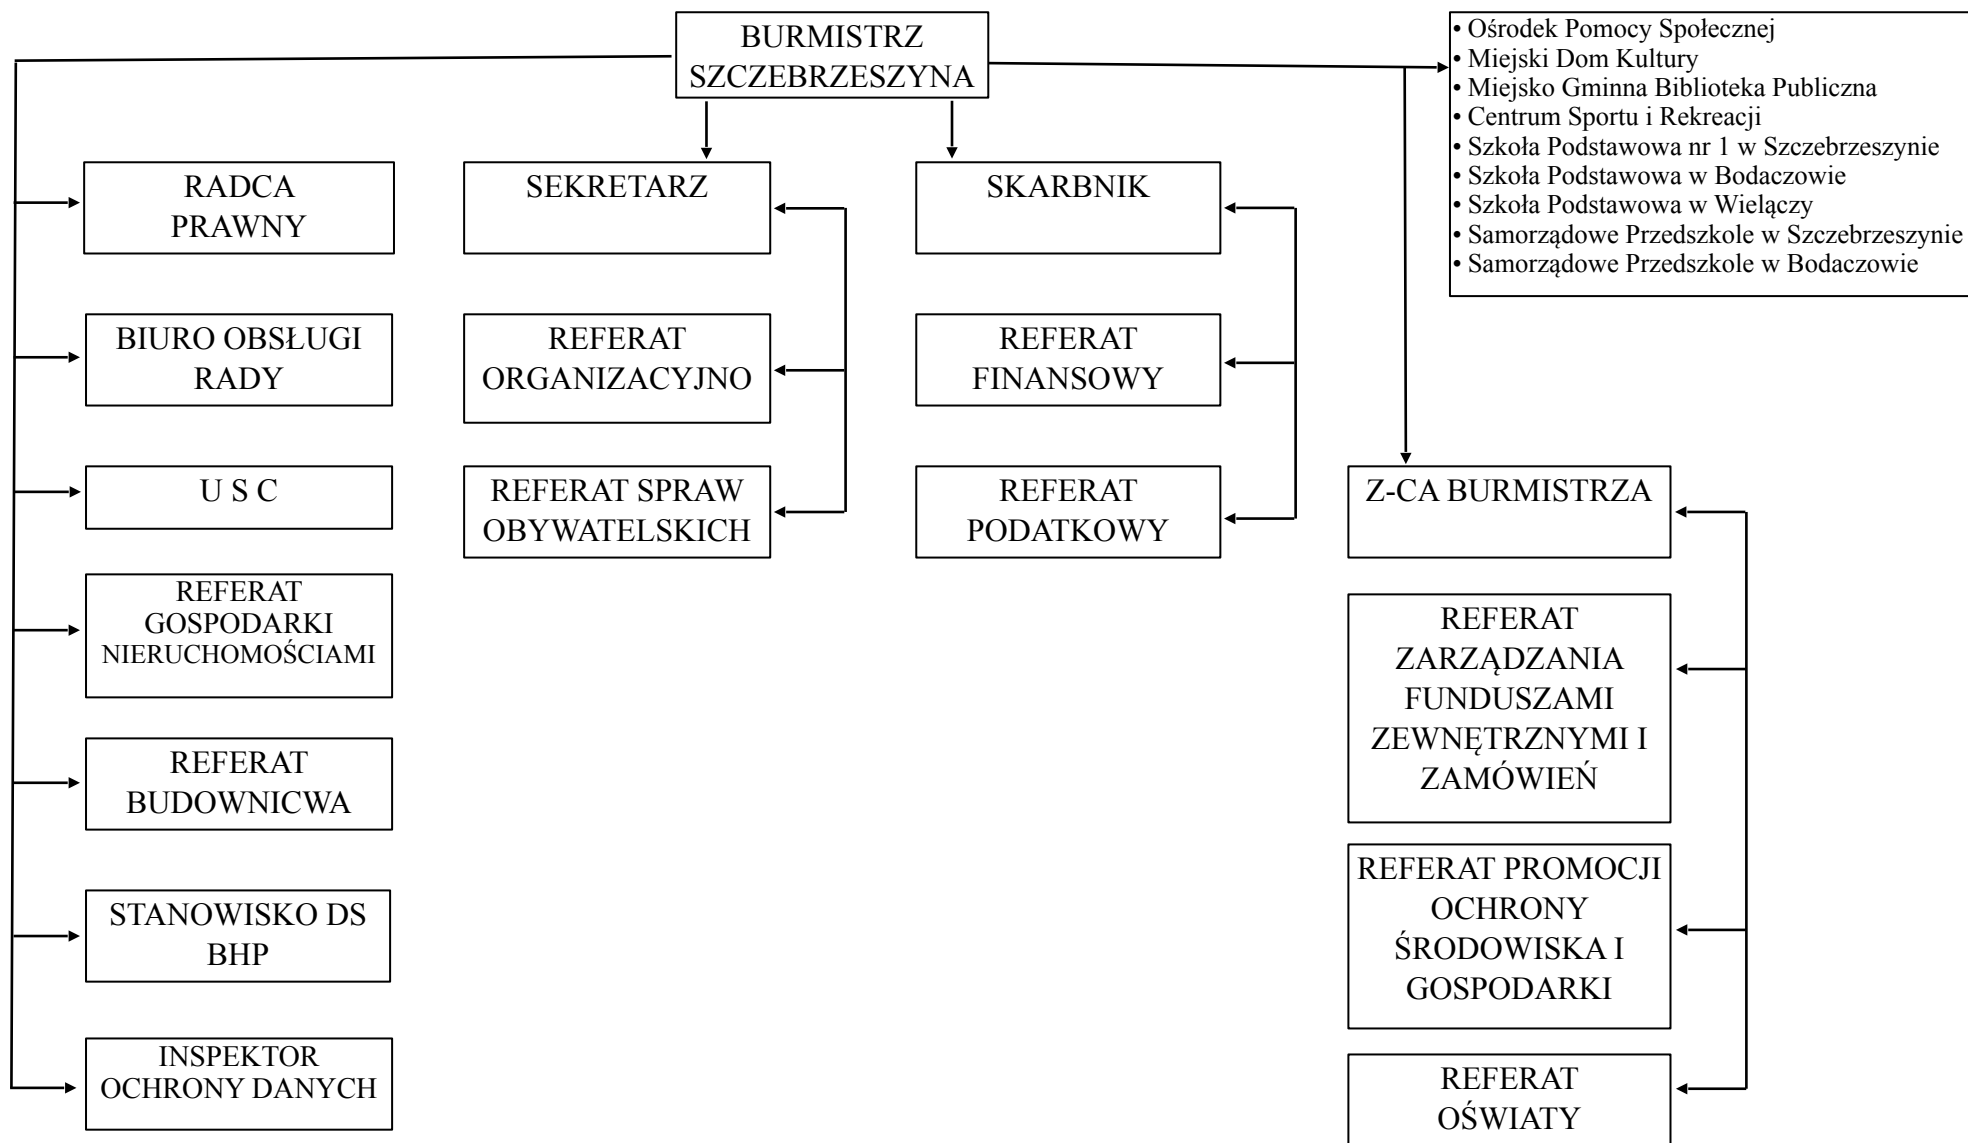 BURMISTRZ
SZCZEBRZESZYNA
• Ośrodek Pomocy Społecznej
• Miejski Dom Kultury
• Miejsko Gminna Biblioteka Publiczna
• Centrum Sportu i Rekreacji
• Szkoła Podstawowa nr 1 w Szczebrzeszynie
• Szkoła Podstawowa w Bodaczowie
• Szkoła Podstawowa w Wielączy
• Samorządowe Przedszkole w Szczebrzeszynie
• Samorządowe Przedszkole w Bodaczowie
RADCA
PRAWNY
BIURO OBSŁUGI
RADY
U S C
REFERAT
GOSPODARKI
NIERUCHOMOŚCIAMI
REFERAT
BUDOWNICWA
STANOWISKO DS
BHP
INSPEKTOR
OCHRONY DANYCH
SEKRETARZ
REFERAT
ORGANIZACYJNO
REFERAT SPRAW
OBYWATELSKICH
SKARBNIK
REFERAT
FINANSOWY
REFERAT
PODATKOWY
Z-CA BURMISTRZA
REFERAT
ZARZĄDZANIA
FUNDUSZAMI
ZEWNĘTRZNYMI I
ZAMÓWIEŃ
REFERAT PROMOCJI
OCHRONY
ŚRODOWISKA I
GOSPODARKI
REFERAT
OŚWIATY